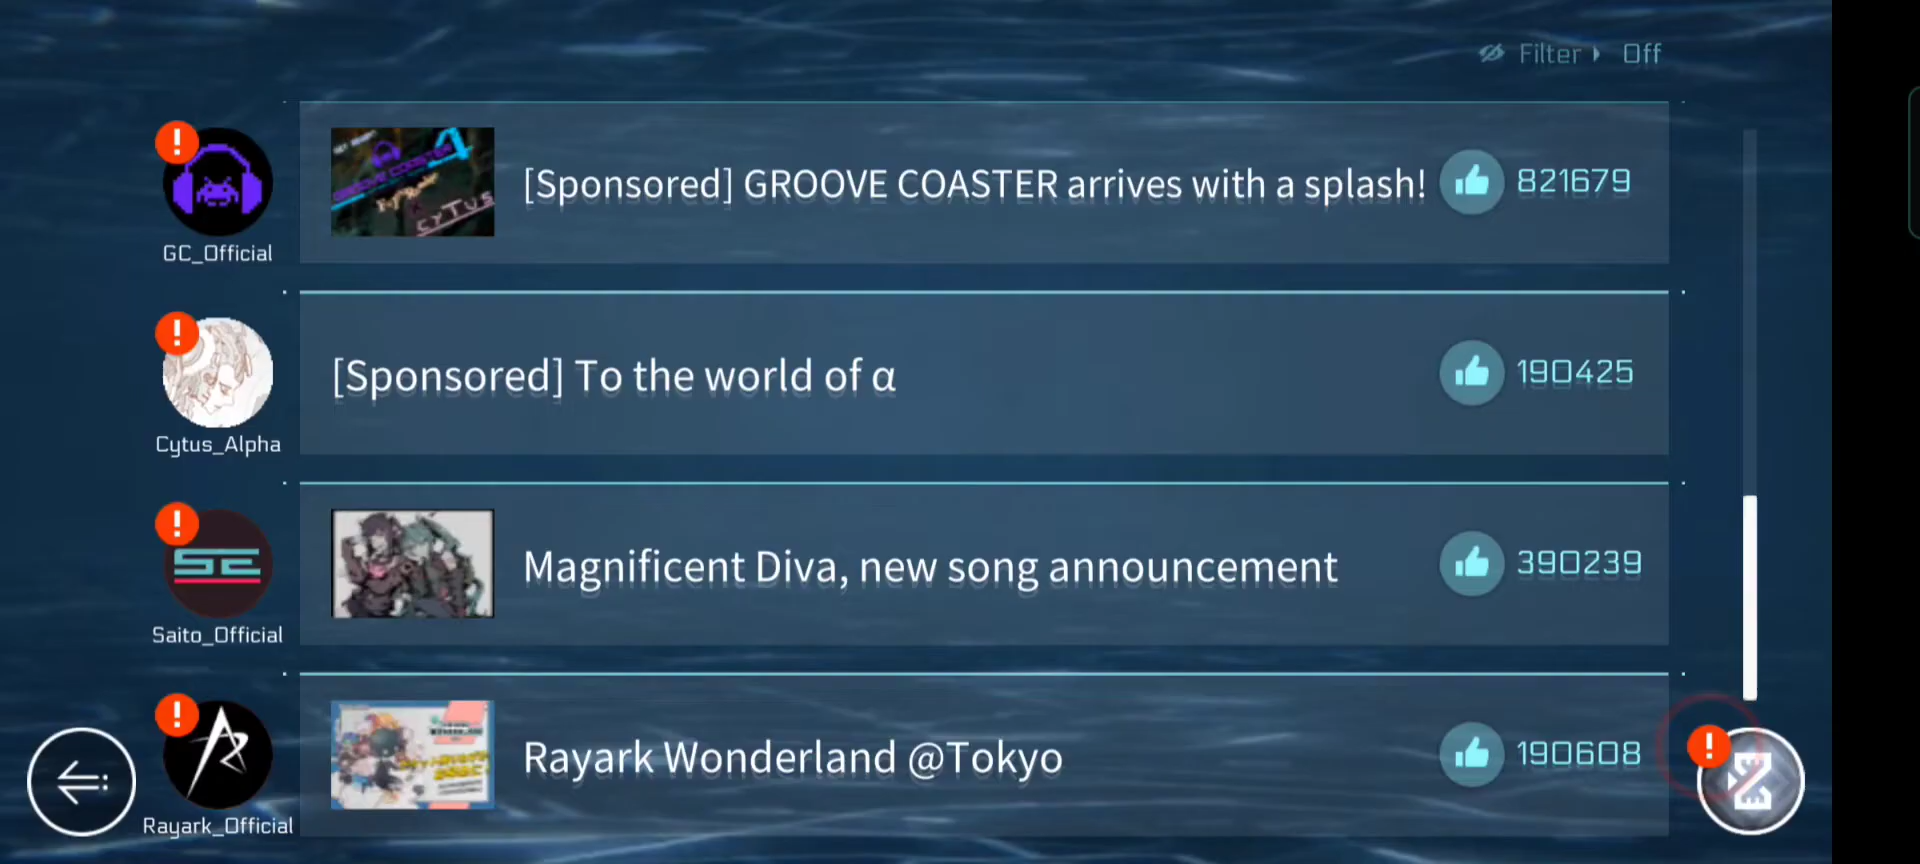 Filter Off
[Sponsored] GROOVE COASTER arrives with a splash! 821679
GC_Official
[Sponsored] To the world of α 190425
Cytus_Alpha
Magnificent Diva, new song announcement 390239
Saito_Official
Rayark Wonderland @Tokyo 190608
Rayark_Official